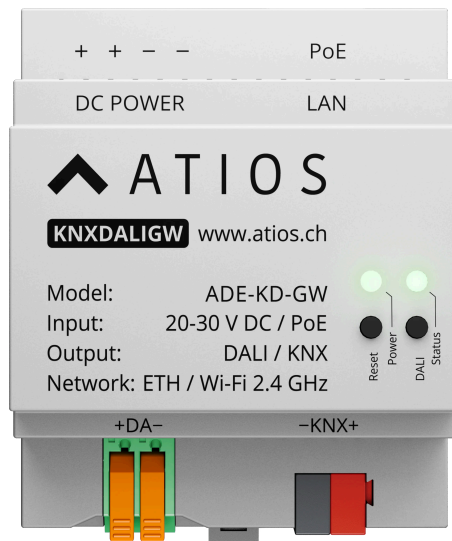 + + − − PoE
DC POWER LAN
ATIOS
KNXDALIGW www.atios.ch
Model: ADE-KD-GW
Input: 20-30 V DC / PoE
Output: DALI / KNX
Network: ETH / Wi-Fi 2.4 GHz
Reset Power DALI Status
+DA− −KNX+